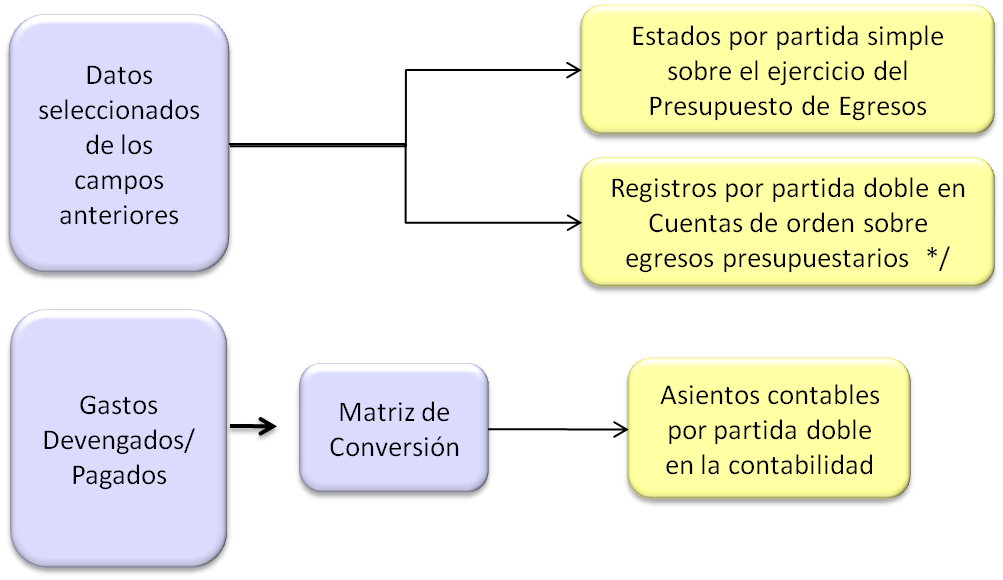 Datos
seleccionados
de los
campos
anteriores
Estados por partida simple
sobre el ejercicio del
Presupuesto de Egresos
Registros por partida doble en
Cuentas de orden sobre
egresos presupuestarios */
Gastos
Devengados/
Pagados
Matriz de
Conversión
Asientos contables
por partida doble
en la contabilidad